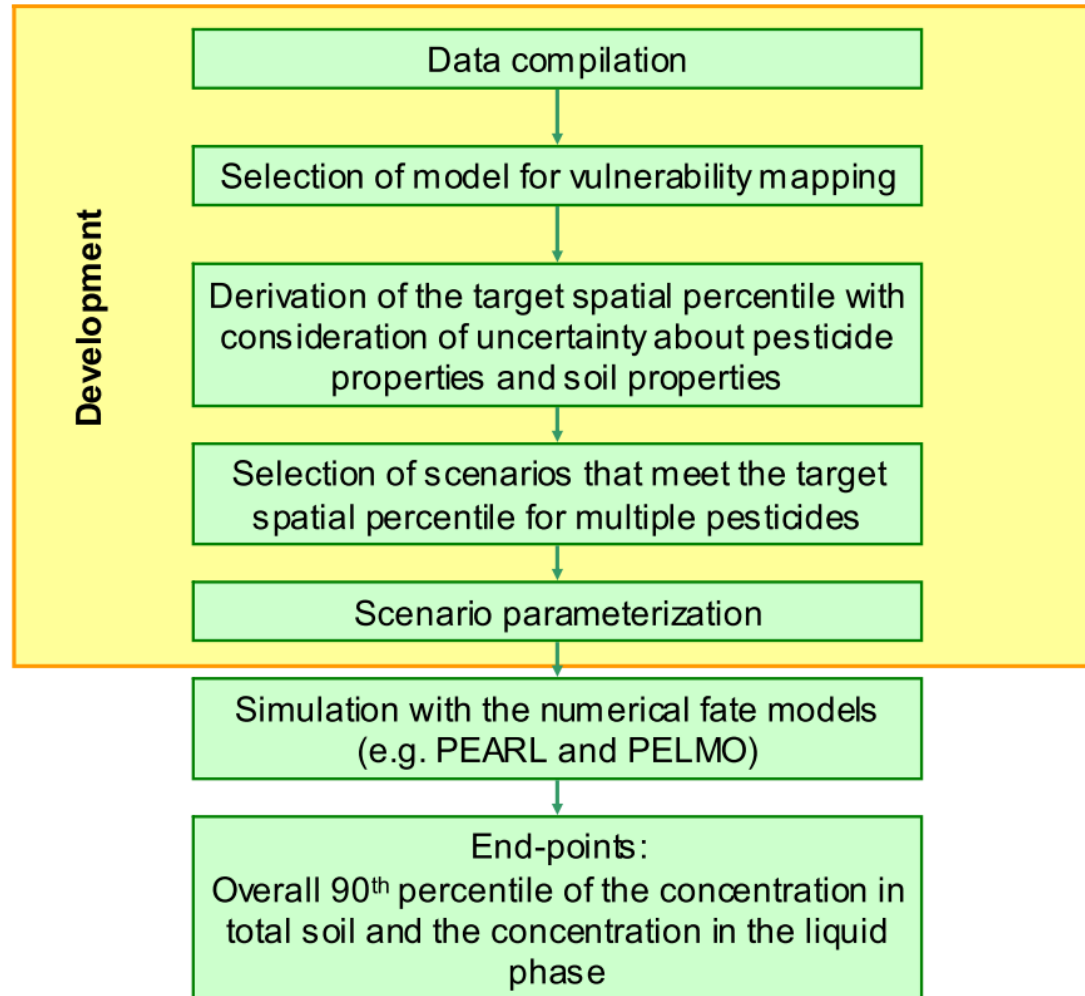 Data compilation
Selection of model for vulnerability mapping
Development
Derivation of the target spatial percentile with
consideration of uncertainty about pesticide
properties and soil properties
Selection of scenarios that meet the target
spatial percentile for multiple pesticides
Scenario parameterization
Simulation with the numerical fate models
(e.g. PEARL and PELMO)
End-points:
Overall 90th percentile of the concentration in
total soil and the concentration in the liquid
phase